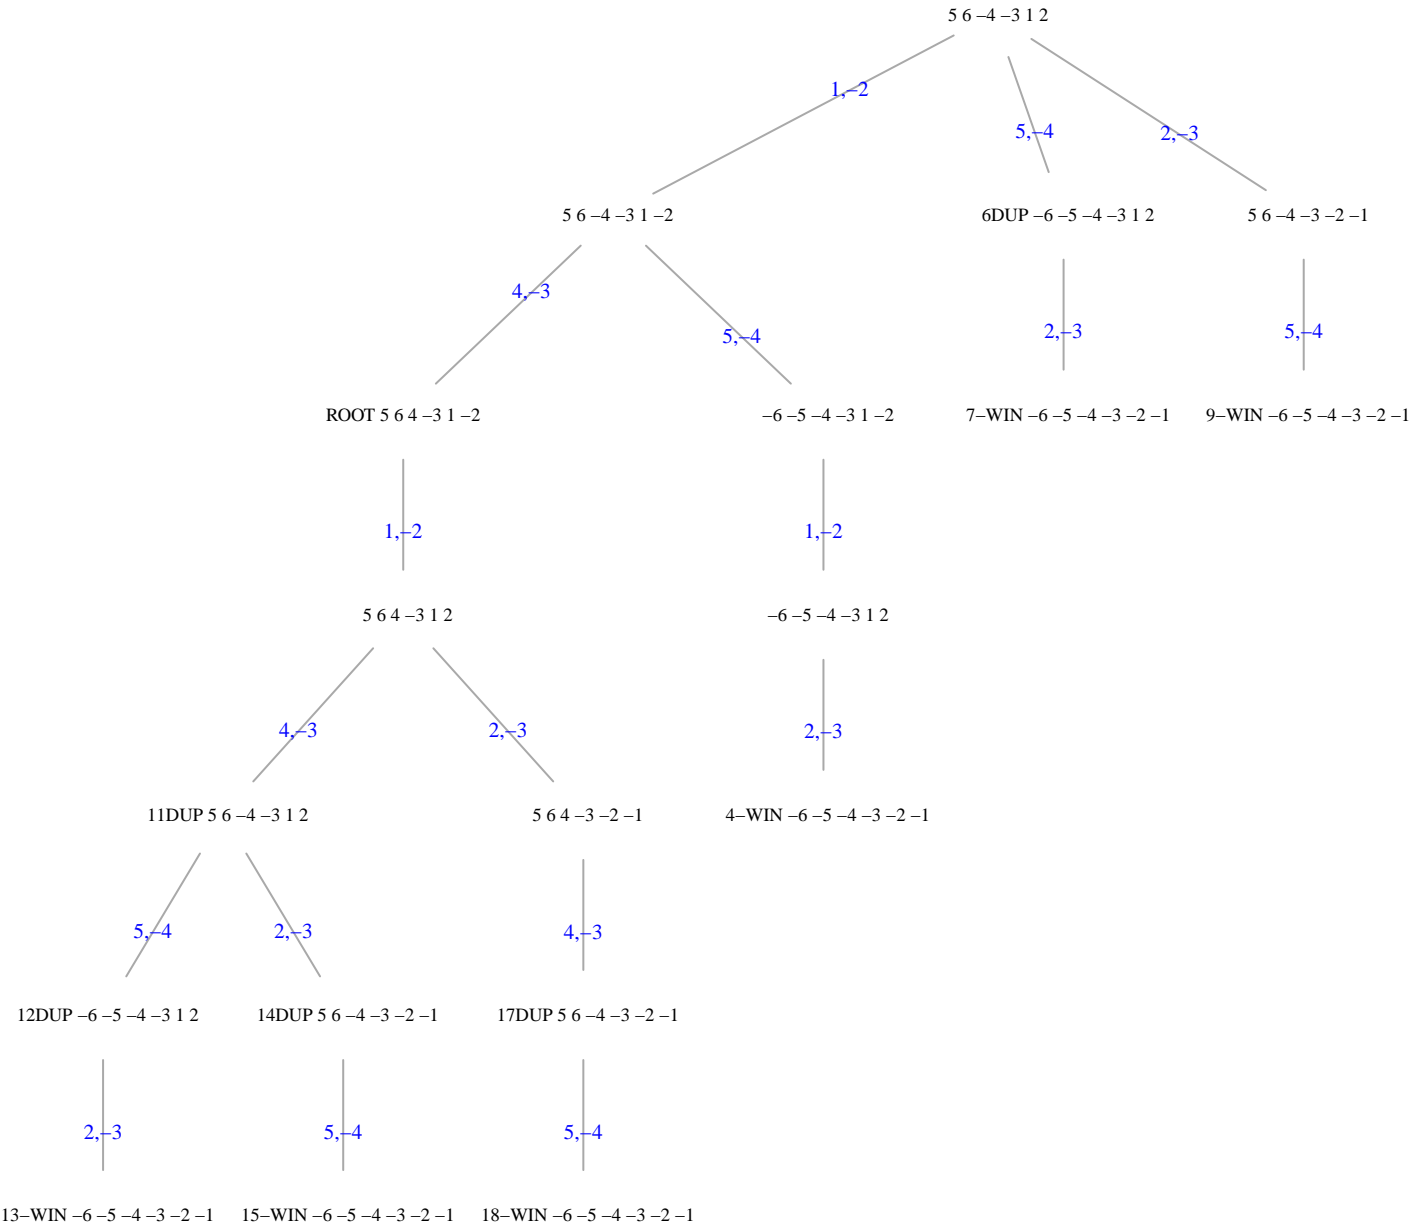 5 6 –4 –3 1 2
1,–2
5,–4
2,–3
5 6 –4 –3 1 –2
6DUP –6 –5 –4 –3 1 2
5 6 –4 –3 –2 –1
4,–3
5,–4
2,–3
5,–4
ROOT 5 6 4 –3 1 –2
–6 –5 –4 –3 1 –2
7–WIN –6 –5 –4 –3 –2 –1
9–WIN –6 –5 –4 –3 –2 –1
1,–2
1,–2
5 6 4 –3 1 2
–6 –5 –4 –3 1 2
4,–3
2,–3
2,–3
11DUP 5 6 –4 –3 1 2
5 6 4 –3 –2 –1
4–WIN –6 –5 –4 –3 –2 –1
5,–4
2,–3
4,–3
12DUP –6 –5 –4 –3 1 2
14DUP 5 6 –4 –3 –2 –1
17DUP 5 6 –4 –3 –2 –1
2,–3
5,–4
5,–4
13–WIN –6 –5 –4 –3 –2 –1
15–WIN –6 –5 –4 –3 –2 –1
18–WIN –6 –5 –4 –3 –2 –1